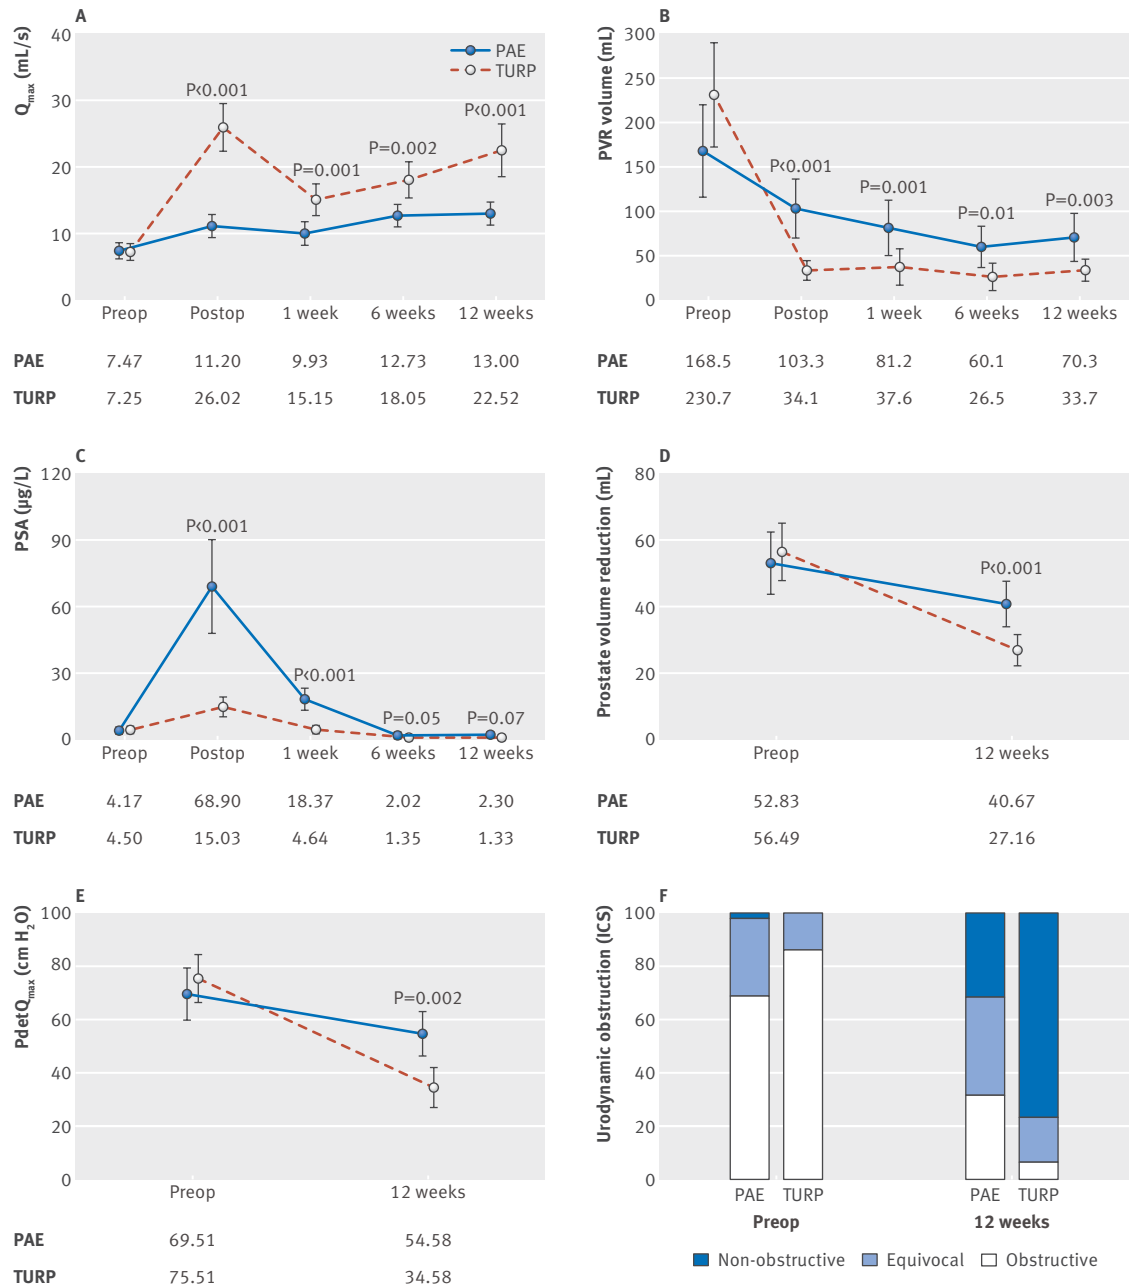 A
Q max (mL/s)
40
30
20
10
0
PAE
TURP
P<0.001
P=0.001
P=0.002
P<0.001
Preop Postop 1 week 6 weeks 12 weeks
PAE 7.47 11.20 9.93 12.73 13.00
TURP 7.25 26.02 15.15 18.05 22.52
B
PVR volume (mL)
300
250
200
150
100
50
0
P<0.001
P=0.001
P=0.01
P=0.003
Preop Postop 1 week 6 weeks 12 weeks
PAE 168.5 103.3 81.2 60.1 70.3
TURP 230.7 34.1 37.6 26.5 33.7
C
PSA (µg/L)
120
90
60
30
0
P<0.001
P<0.001
P=0.05
P=0.07
Preop Postop 1 week 6 weeks 12 weeks
PAE 4.17 68.90 18.37 2.02 2.30
TURP 4.50 15.03 4.64 1.35 1.33
D
Prostate volume reduction (mL)
80
60
40
20
0
P<0.001
Preop 12 weeks
PAE 52.83 40.67
TURP 56.49 27.16
E
PdetQ max (cm H2O)
100
80
60
40
20
0
P=0.002
Preop 12 weeks
PAE 69.51 54.58
TURP 75.51 34.58
F
Urodynamic obstruction (ICS)
100
80
60
40
20
0
PAE TURP PAE TURP
Preop 12 weeks
Non-obstructive Equivocal Obstructive